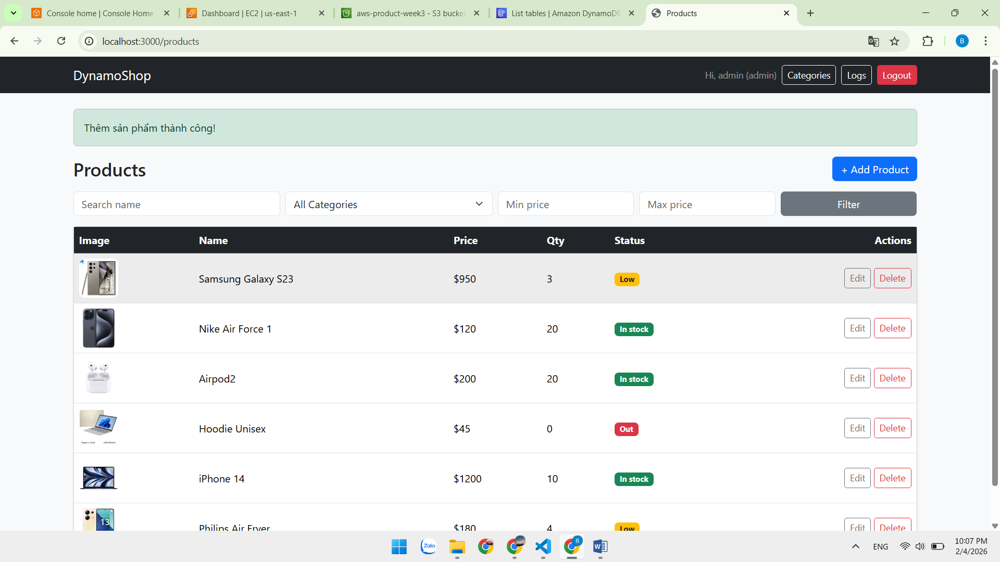 Console home | Console Home
Dashboard | EC2 | us-east-1
aws-product-week3 - S3 bucket
List tables | Amazon DynamoDB
Products
localhost:3000/products
B
DynamoShop
Hi, admin (admin)
Categories
Logs
Logout
Thêm sản phẩm thành công!
Products
+ Add Product
Search name
All Categories
Min price
Max price
Filter
Image Name Price Qty Status Actions
Samsung Galaxy S23 $950 3 Low Edit Delete
Nike Air Force 1 $120 20 In stock Edit Delete
Airpod2 $200 20 In stock Edit Delete
Hoodie Unisex $45 0 Out Edit Delete
iPhone 14 $1200 10 In stock Edit Delete
13
Philips Air Fryer $180 4 Low Edit Delete
Zalo
B
ENG
10:07 PM
2/4/2026